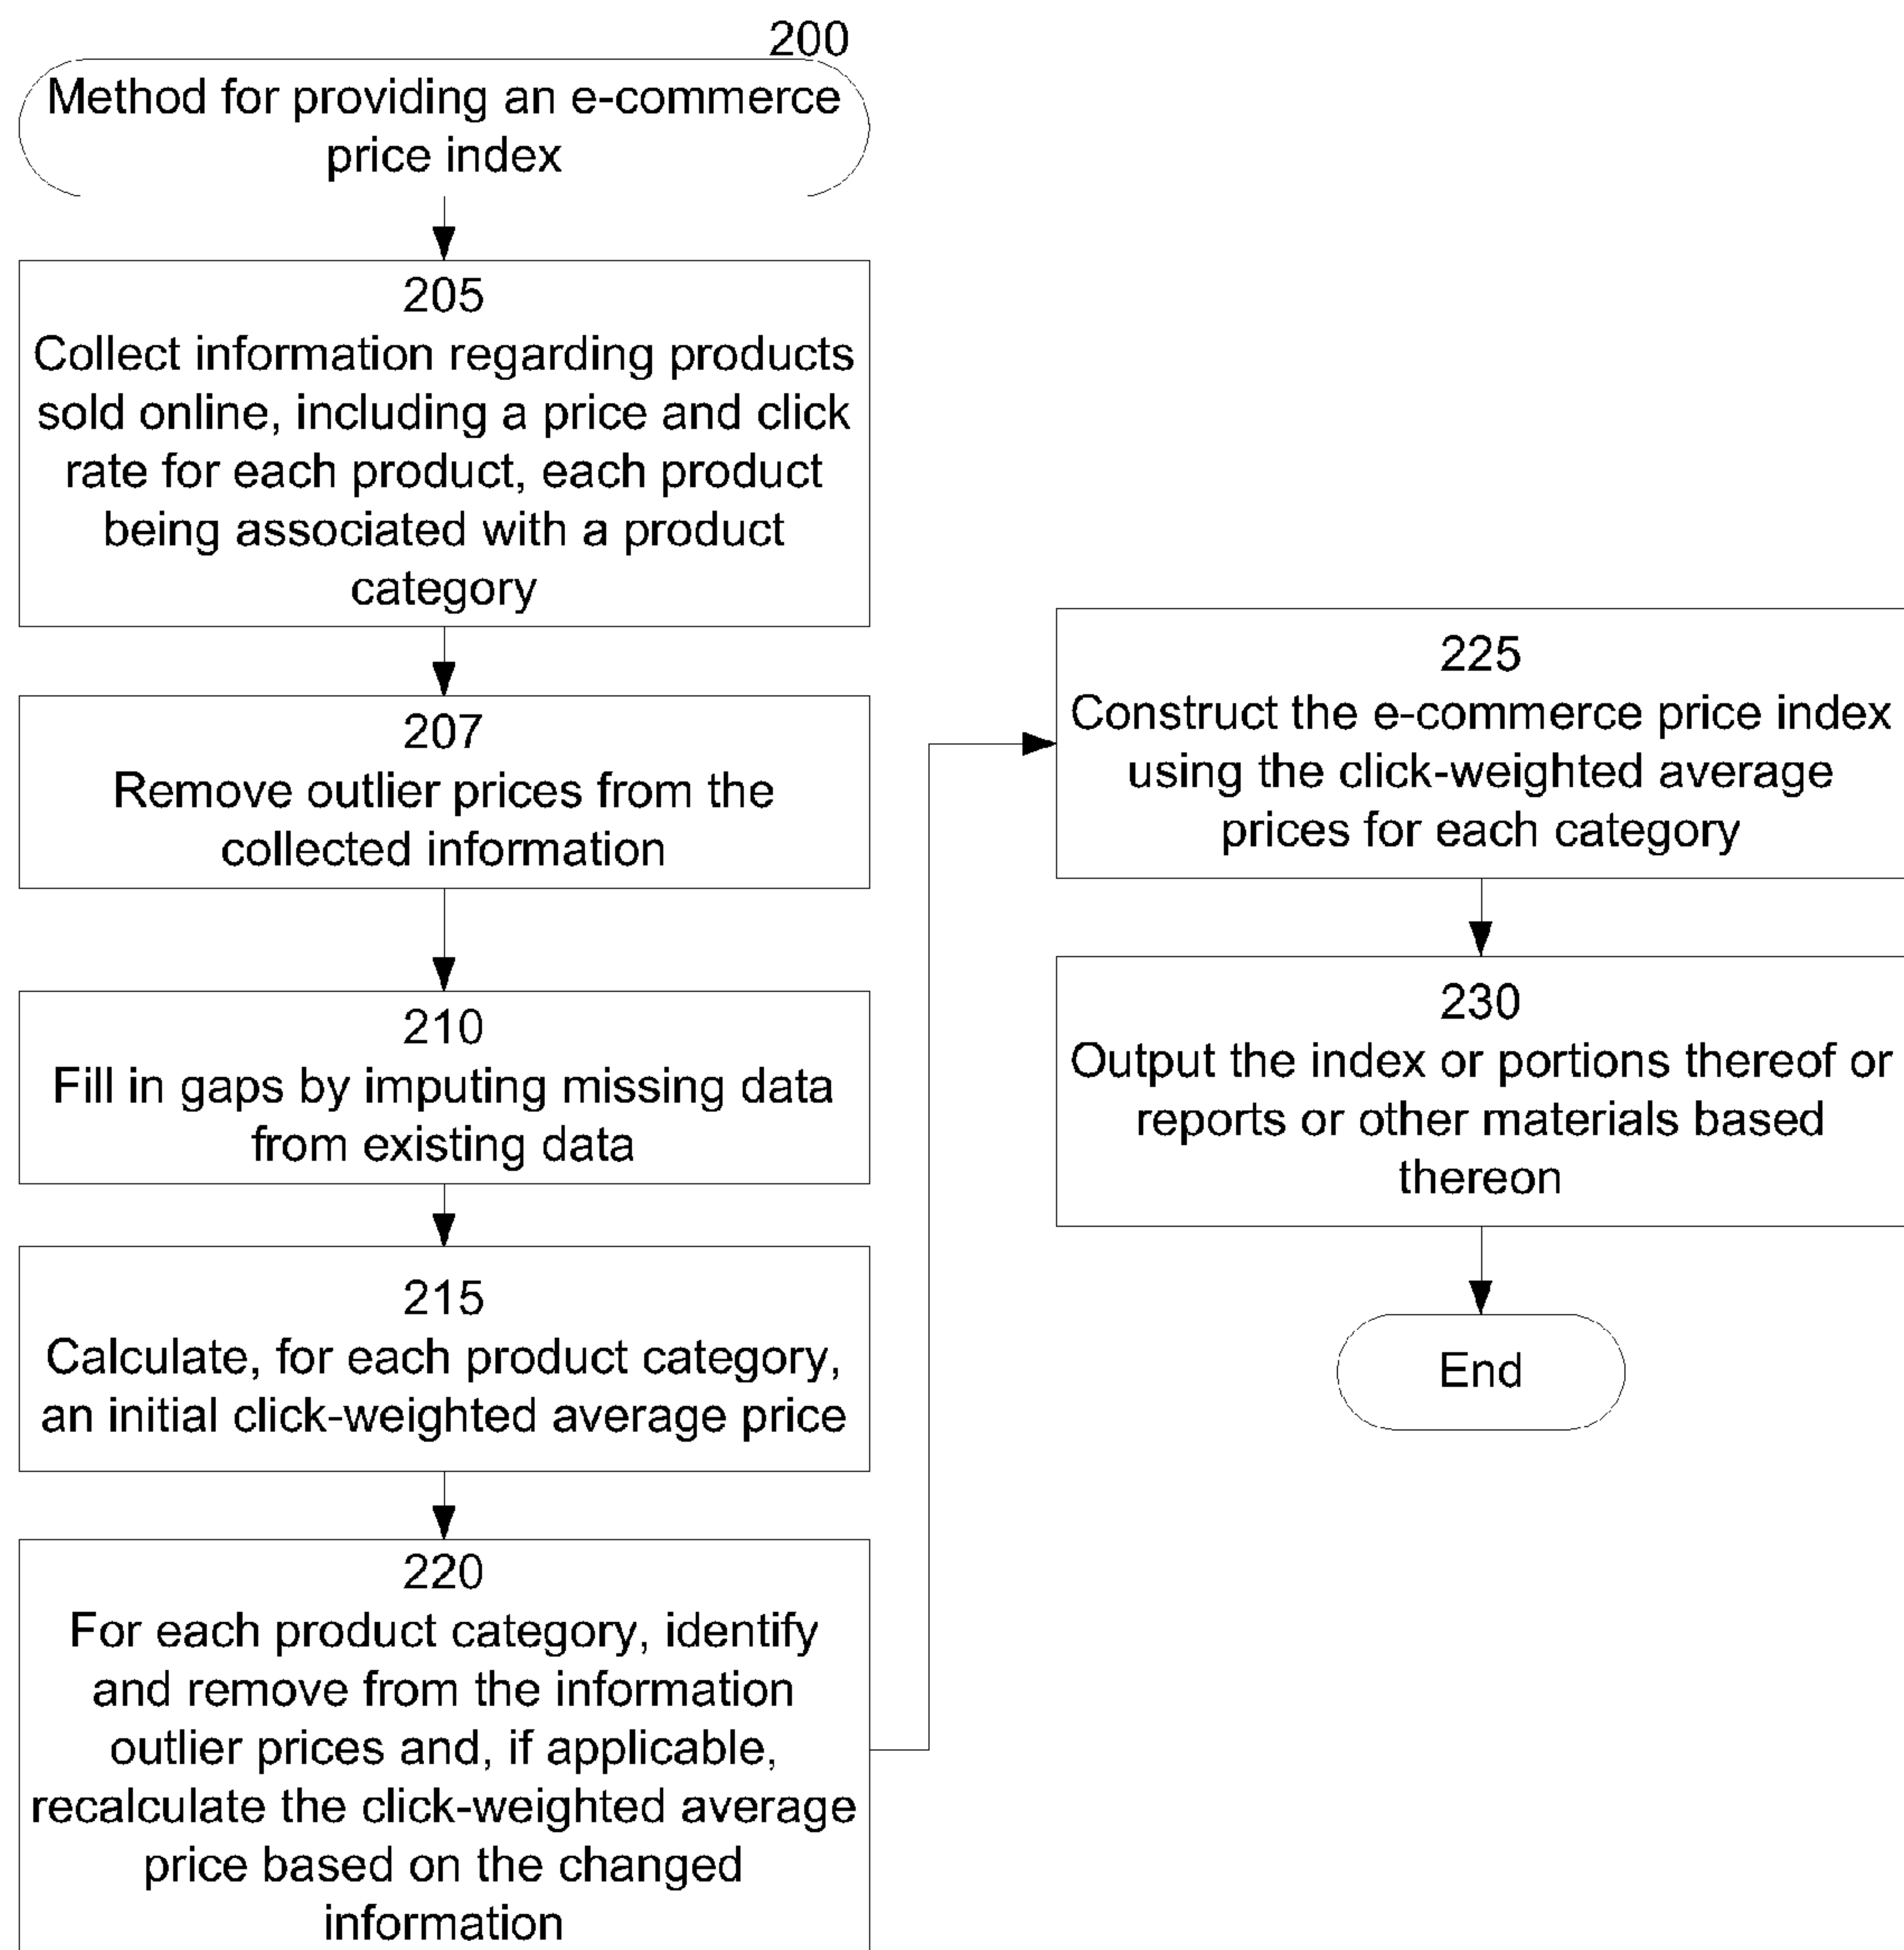 200
Method for providing an e-commerce
price index
205
Collect information regarding products
sold online, including a price and click
rate for each product, each product
being associated with a product
category
207
Remove outlier prices from the
collected information
210
Fill in gaps by imputing missing data
from existing data
215
Calculate, for each product category,
an initial click-weighted average price
220
For each product category, identify
and remove from the information
outlier prices and, if applicable,
recalculate the click-weighted average
price based on the changed
information
225
Construct the e-commerce price index
using the click-weighted average
prices for each category
230
Output the index or portions thereof or
reports or other materials based
thereon
End